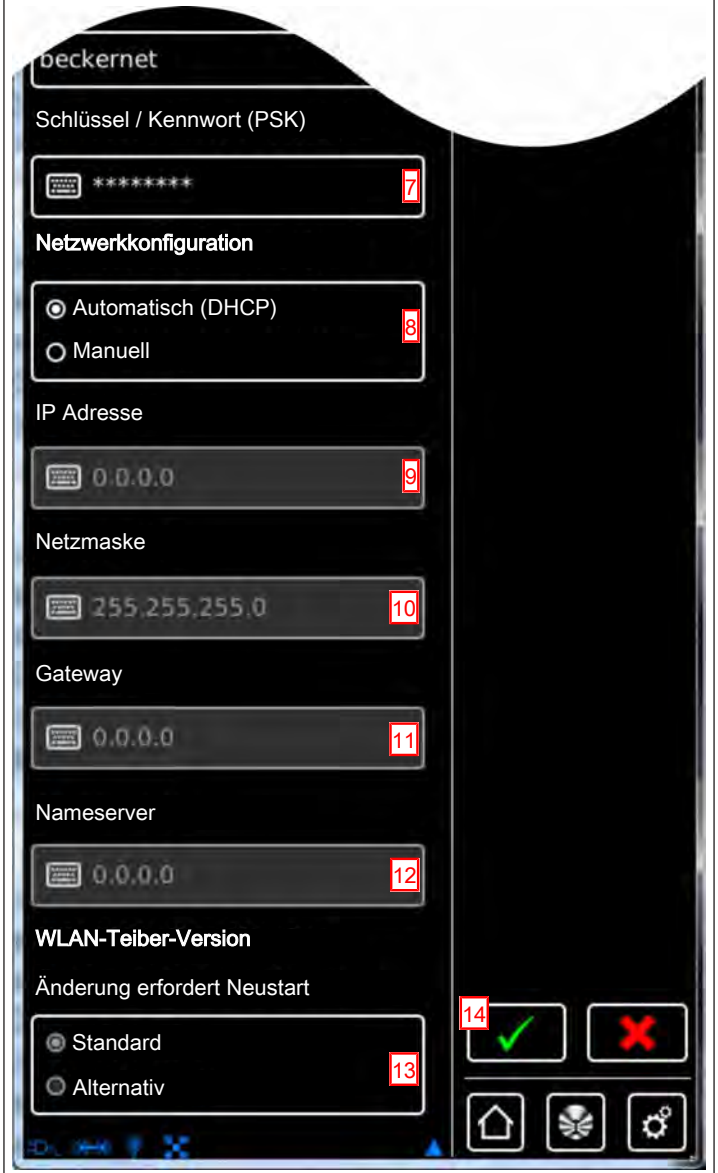 beckernet
Schlüssel / Kennwort (PSK)
******** 7
Netzwerkkonfiguration
Automatisch (DHCP)
8
Manuell
IP Adresse
0.0.0.0 9
Netzmaske
255.255.255.0 10
Gateway
0.0.0.0 11
Nameserver
0.0.0.0 12
WLAN-Teiber-Version
Änderung erfordert Neustart
14
Standard
13
Alternativ